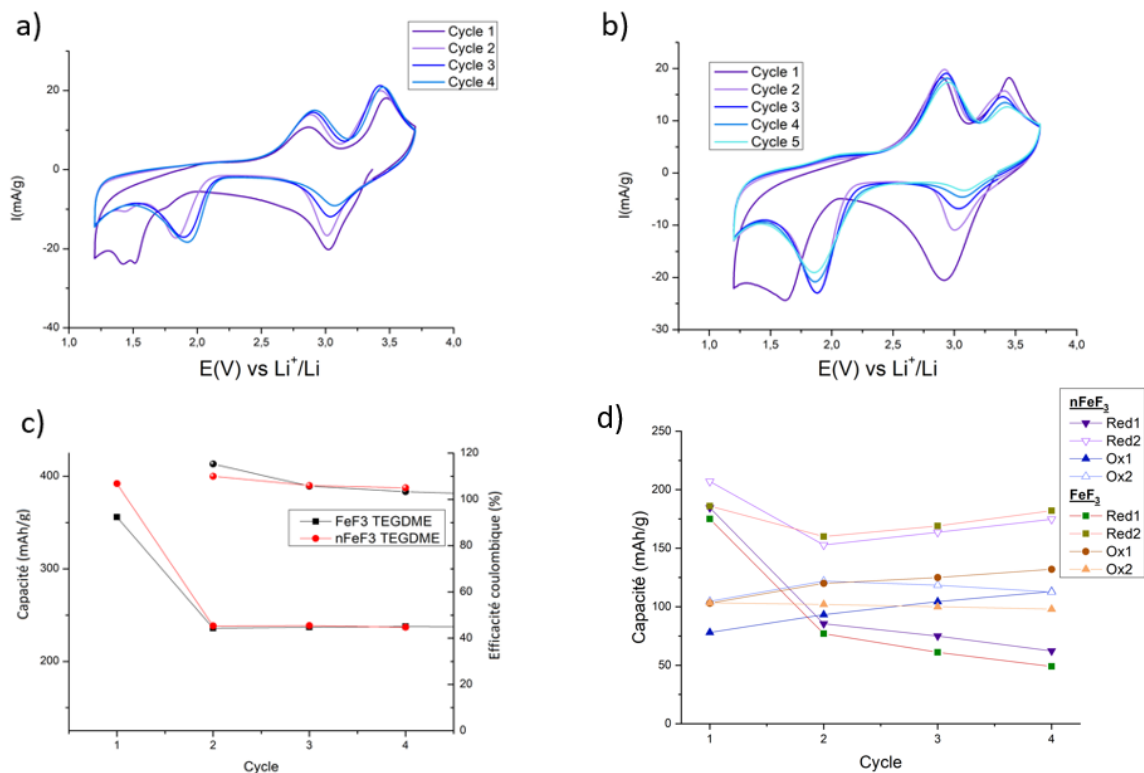 a)
Cycle 1
Cycle 2
Cycle 3
Cycle 4
I(mA/g)
20
0
-20
-40
1,0 1,5 2,0 2,5 3,0 3,5 4,0
E(V) vs Li⁺/Li
b)
Cycle 1
Cycle 2
Cycle 3
Cycle 4
Cycle 5
I(mA/g)
20
10
0
-10
-20
-30
1,0 1,5 2,0 2,5 3,0 3,5 4,0
E(V) vs Li⁺/Li
c)
FeF3 TEGDME
nFeF3 TEGDME
Capacité (mAh/g)
400
300
200
Efficacité coulombique (%)
120
100
80
60
40
20
0
1 2 3 4
Cycle
d)
nFeF₃
Red1
Red2
Ox1
Ox2
FeF₃
Red1
Red2
Ox1
Ox2
Capacité (mAh/g)
250
200
150
100
50
0
1 2 3 4
Cycle